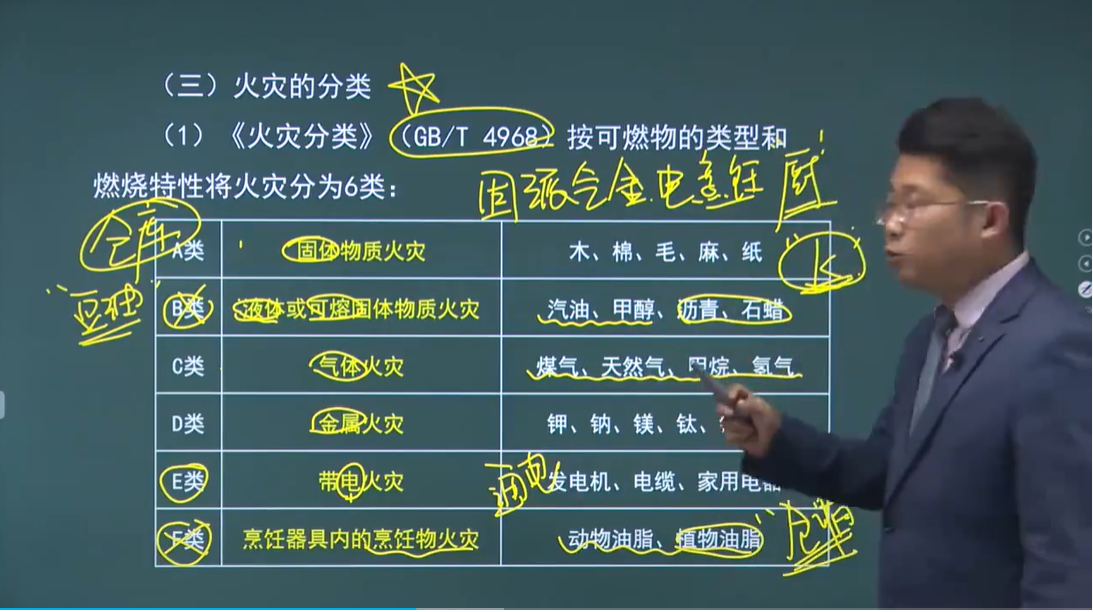 （三）火灾的分类
（1）《火灾分类》（GB/T 4968）按可燃物的类型和
燃烧特性将火灾分为6类：
固液气金电烹饪 厨！
仓库
A类 固体物质火灾 木、棉、毛、麻、纸
"K"
"豆油"
B类 液体或可熔固体物质火灾 汽油、甲醇、沥青、石蜡
C类 气体火灾 煤气、天然气、甲烷、氢气
D类 金属火灾 钾、钠、镁、钛、
通电
E类 带电火灾 发电机、电缆、家用电器
F类 烹饪器具内的烹饪物火灾 动物油脂、植物油脂